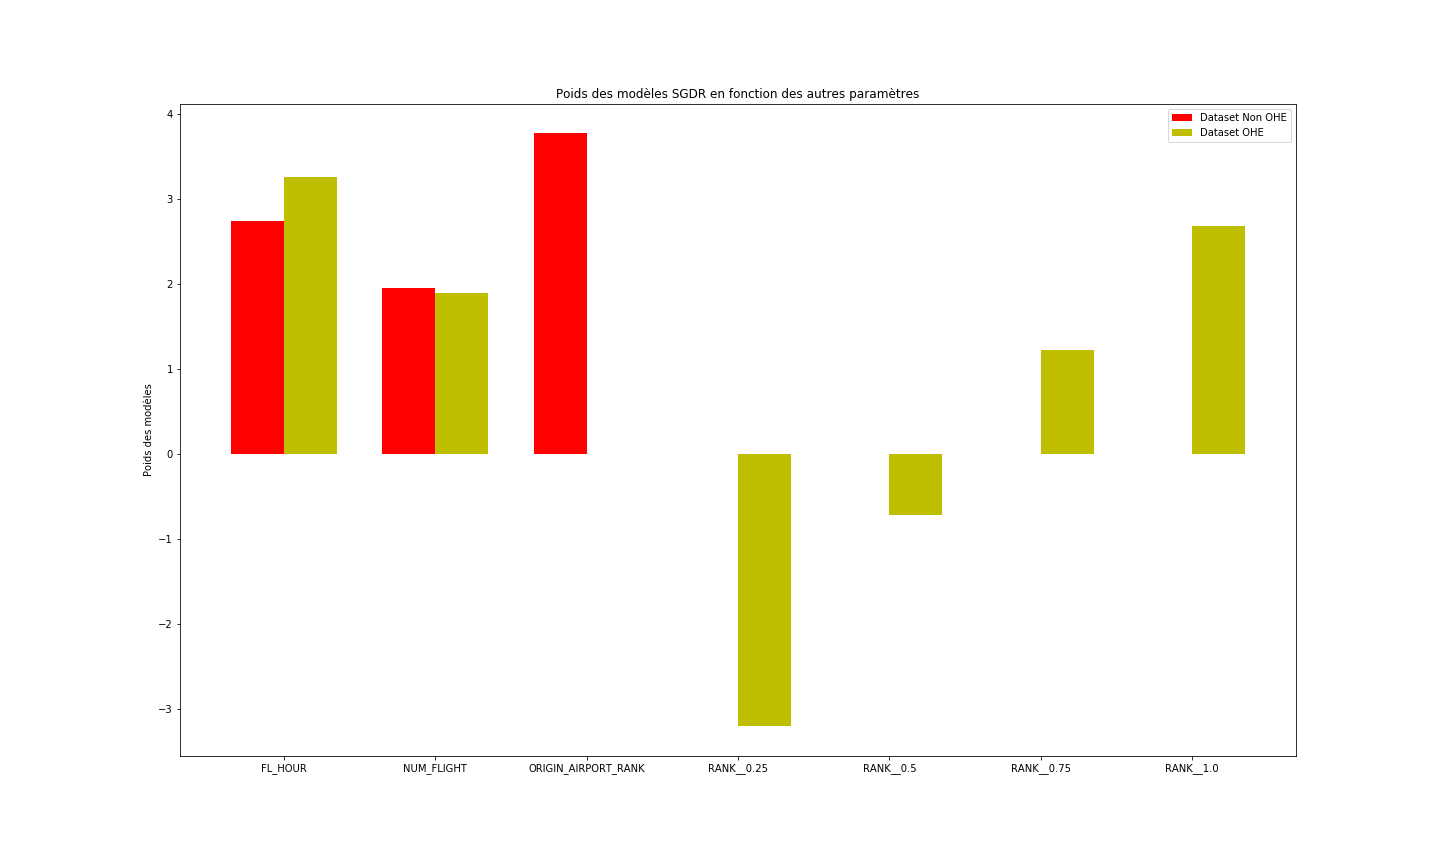 Poids des modèles SGDR en fonction des autres paramètres
Dataset Non OHE
Dataset OHE
Poids des modèles
4
3
2
1
0
−1
−2
−3
FL_HOUR
NUM_FLIGHT
ORIGIN_AIRPORT_RANK
RANK__0.25
RANK__0.5
RANK__0.75
RANK__1.0